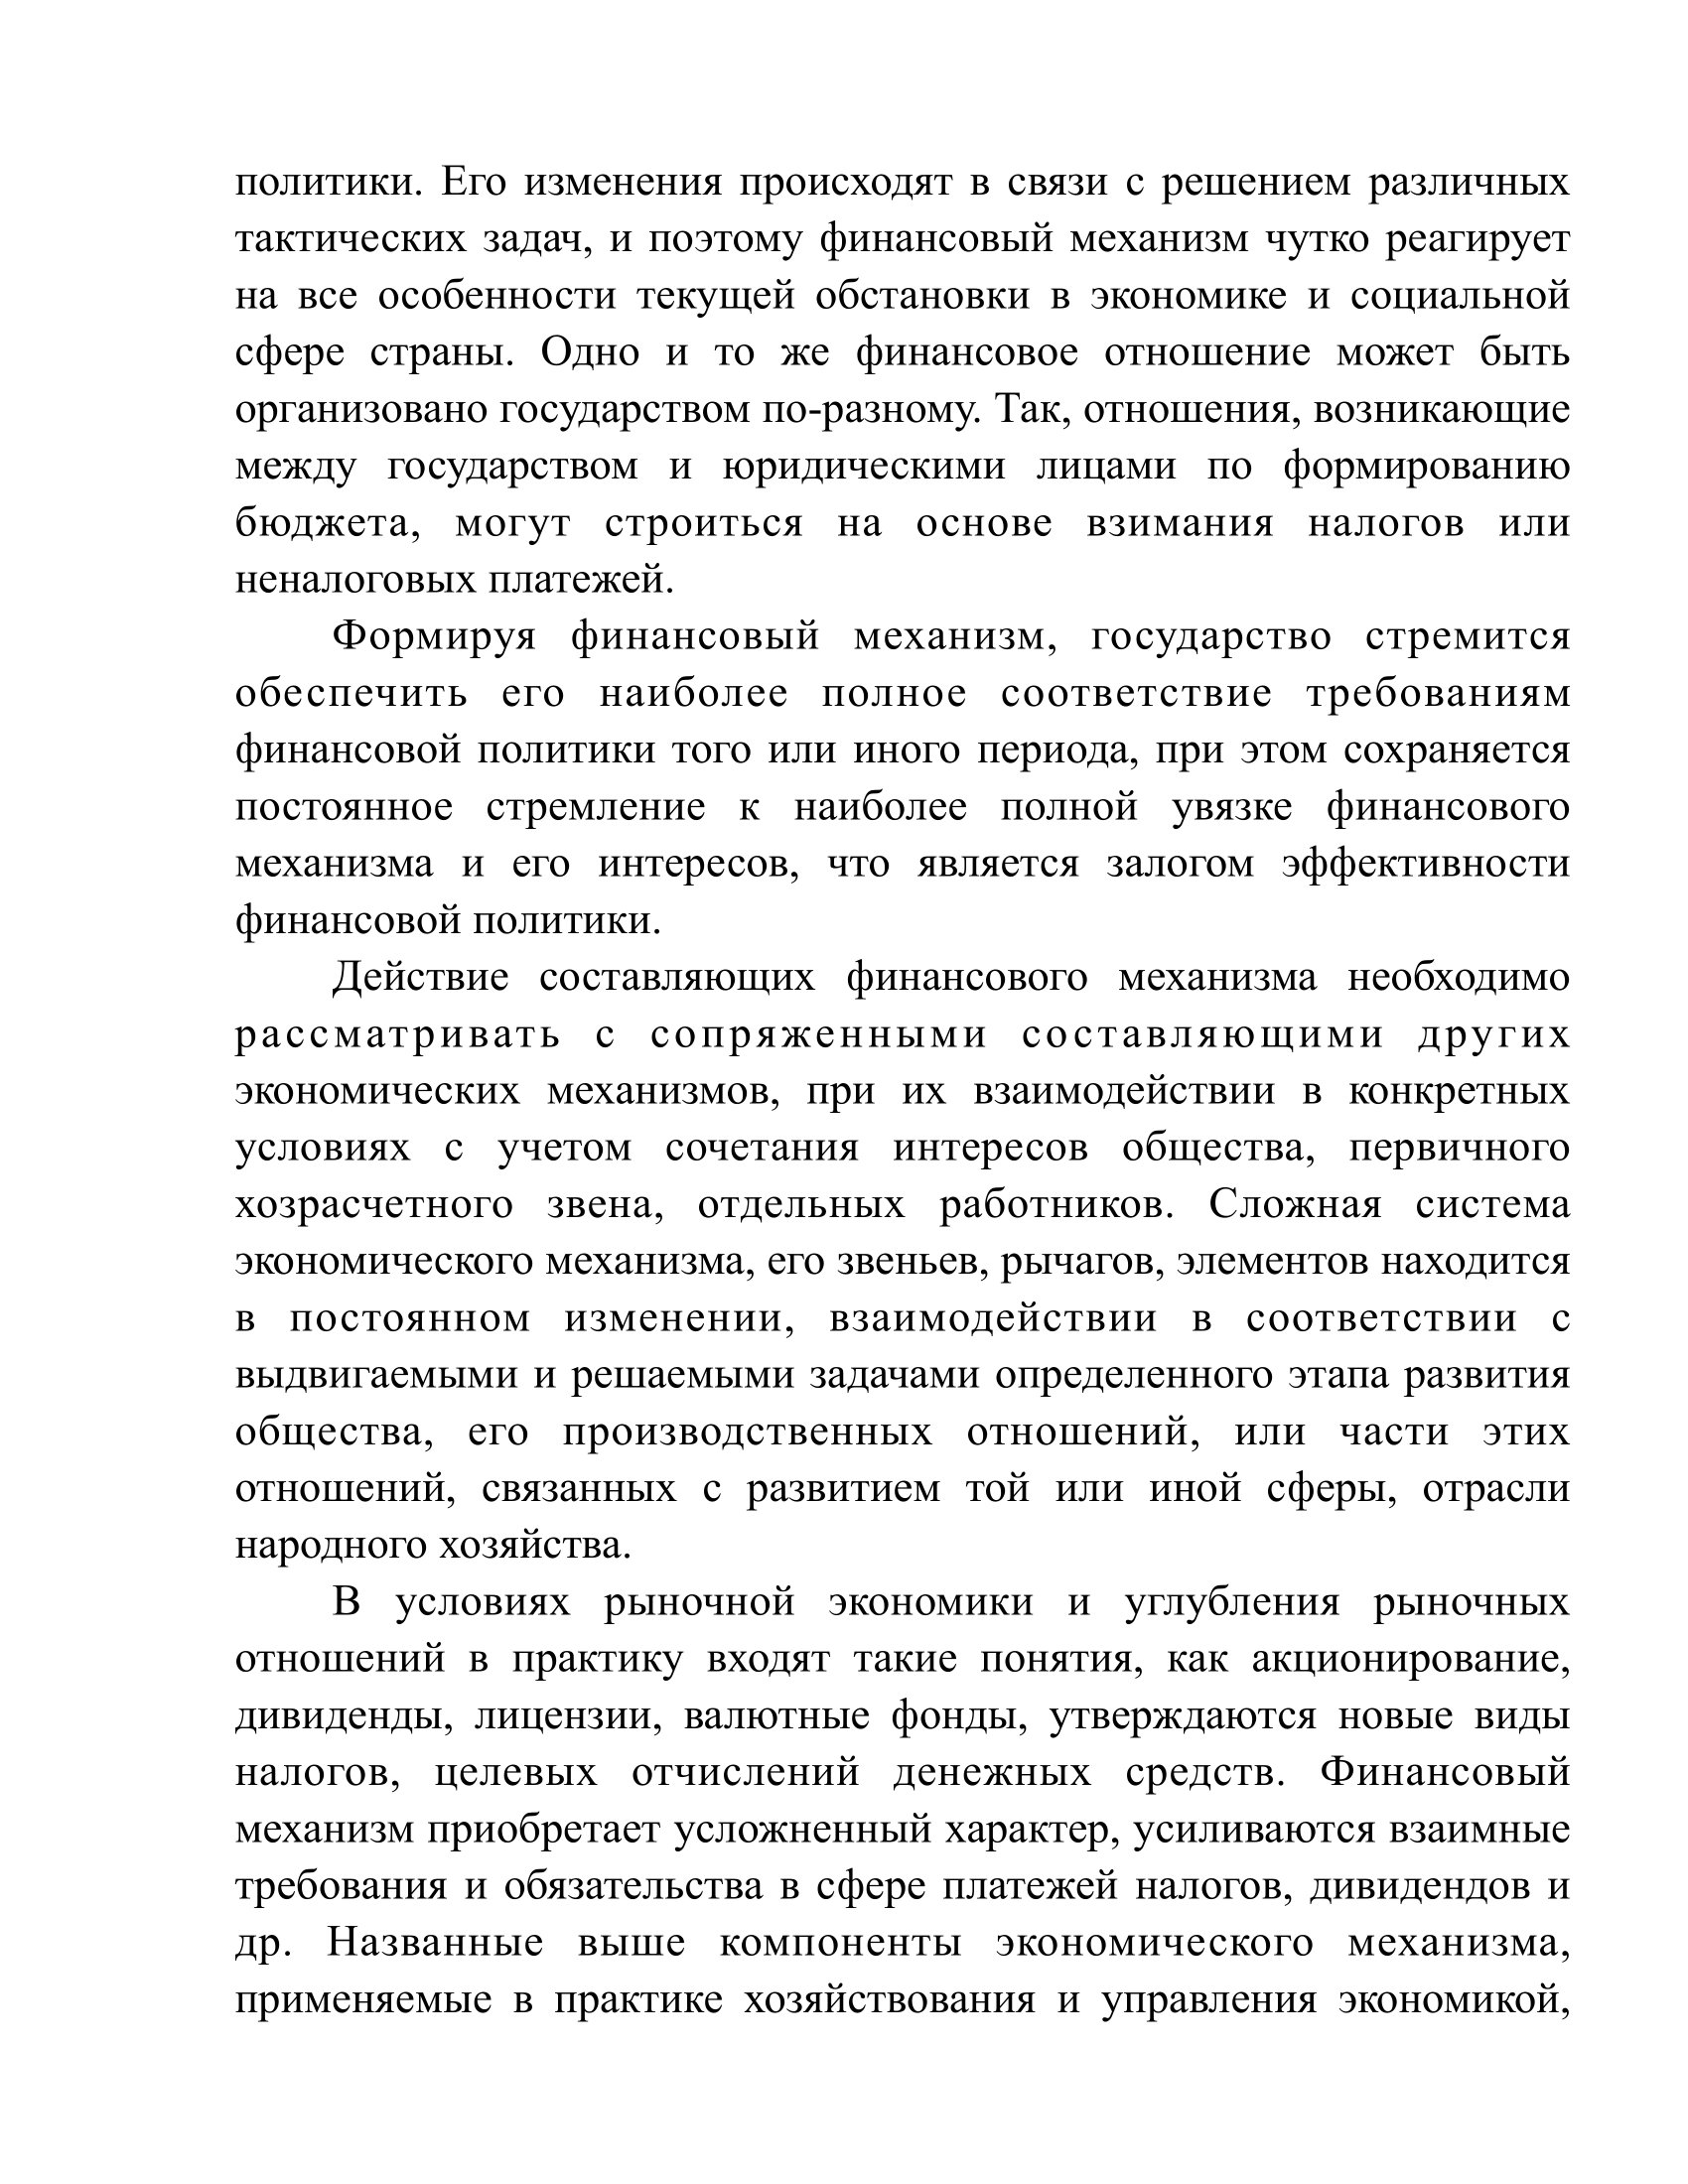 политики. Его изменения происходят в связи с решением различных
тактических задач, и поэтому финансовый механизм чутко реагирует
на все особенности текущей обстановки в экономике и социальной
сфере страны. Одно и то же финансовое отношение может быть
организовано государством по-разному. Так, отношения, возникающие
между государством и юридическими лицами по формированию
бюджета, могут строиться на основе взимания налогов или
неналоговых платежей.
Формируя финансовый механизм, государство стремится
обеспечить его наиболее полное соответствие требованиям
финансовой политики того или иного периода, при этом сохраняется
постоянное стремление к наиболее полной увязке финансового
механизма и его интересов, что является залогом эффективности
финансовой политики.
Действие составляющих финансового механизма необходимо
рассматривать с сопряженными составляющими других
экономических механизмов, при их взаимодействии в конкретных
условиях с учетом сочетания интересов общества, первичного
хозрасчетного звена, отдельных работников. Сложная система
экономического механизма, его звеньев, рычагов, элементов находится
в постоянном изменении, взаимодействии в соответствии с
выдвигаемыми и решаемыми задачами определенного этапа развития
общества, его производственных отношений, или части этих
отношений, связанных с развитием той или иной сферы, отрасли
народного хозяйства.
В условиях рыночной экономики и углубления рыночных
отношений в практику входят такие понятия, как акционирование,
дивиденды, лицензии, валютные фонды, утверждаются новые виды
налогов, целевых отчислений денежных средств. Финансовый
механизм приобретает усложненный характер, усиливаются взаимные
требования и обязательства в сфере платежей налогов, дивидендов и
др. Названные выше компоненты экономического механизма,
применяемые в практике хозяйствования и управления экономикой,